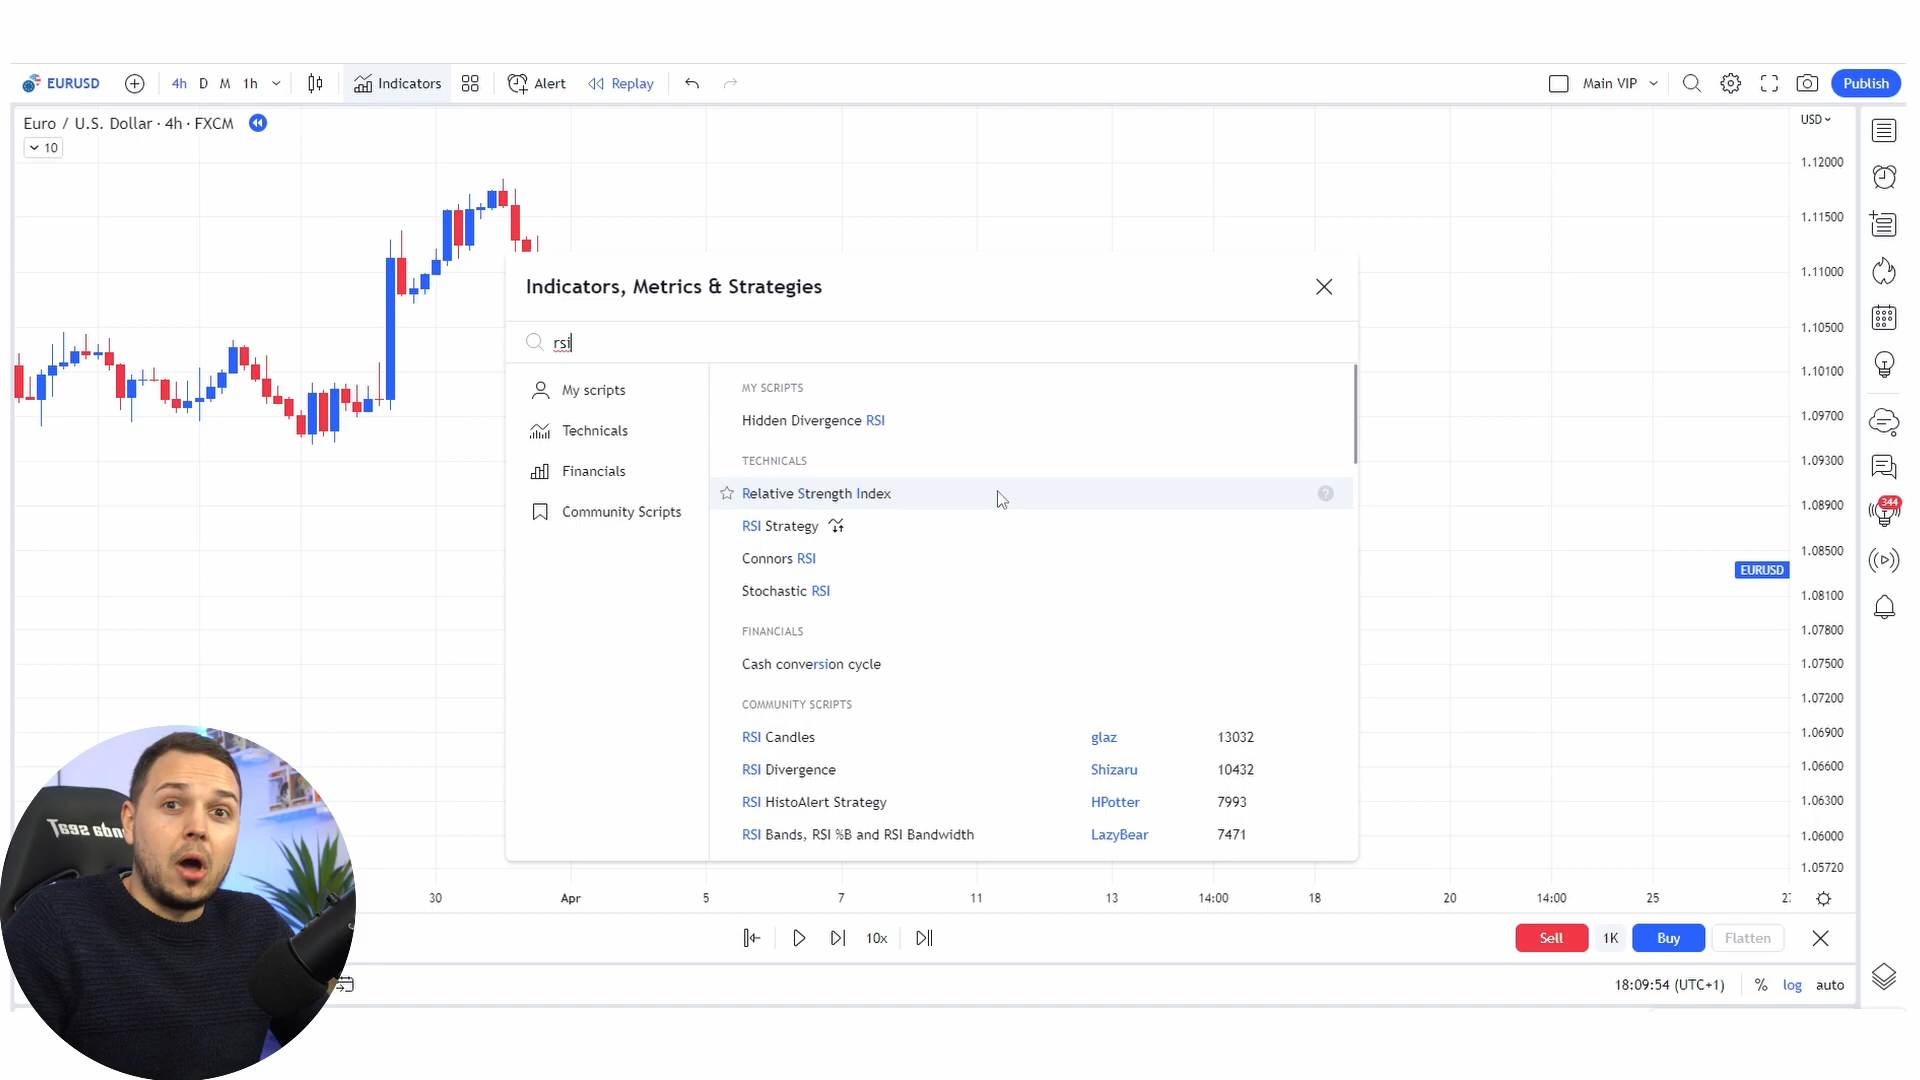 EURUSD 4h D M 1h Indicators Alert Replay Main VIP Publish
Euro / U.S. Dollar · 4h · FXCM USD
10
1.12000
1.11500
1.11000
1.10500
1.10100
1.09700
1.09300
1.08900
1.08500
EURUSD
1.08100
1.07800
1.07500
1.07200
1.06900
1.06600
1.06300
1.06000
1.05720
344
Indicators, Metrics & Strategies
rsi
My scripts
Technicals
Financials
Community Scripts
MY SCRIPTS
Hidden Divergence RSI
TECHNICALS
Relative Strength Index ?
RSI Strategy
Connors RSI
Stochastic RSI
FINANCIALS
Cash conversion cycle
COMMUNITY SCRIPTS
RSI Candles glaz 13032
RSI Divergence Shizaru 10432
RSI HistoAlert Strategy HPotter 7993
RSI Bands, RSI %B and RSI Bandwidth LazyBear 7471
30 Apr 5 7 11 13 14:00 18 20 14:00 25
10x Sell 1K Buy Flatten
18:09:54 (UTC+1) % log auto